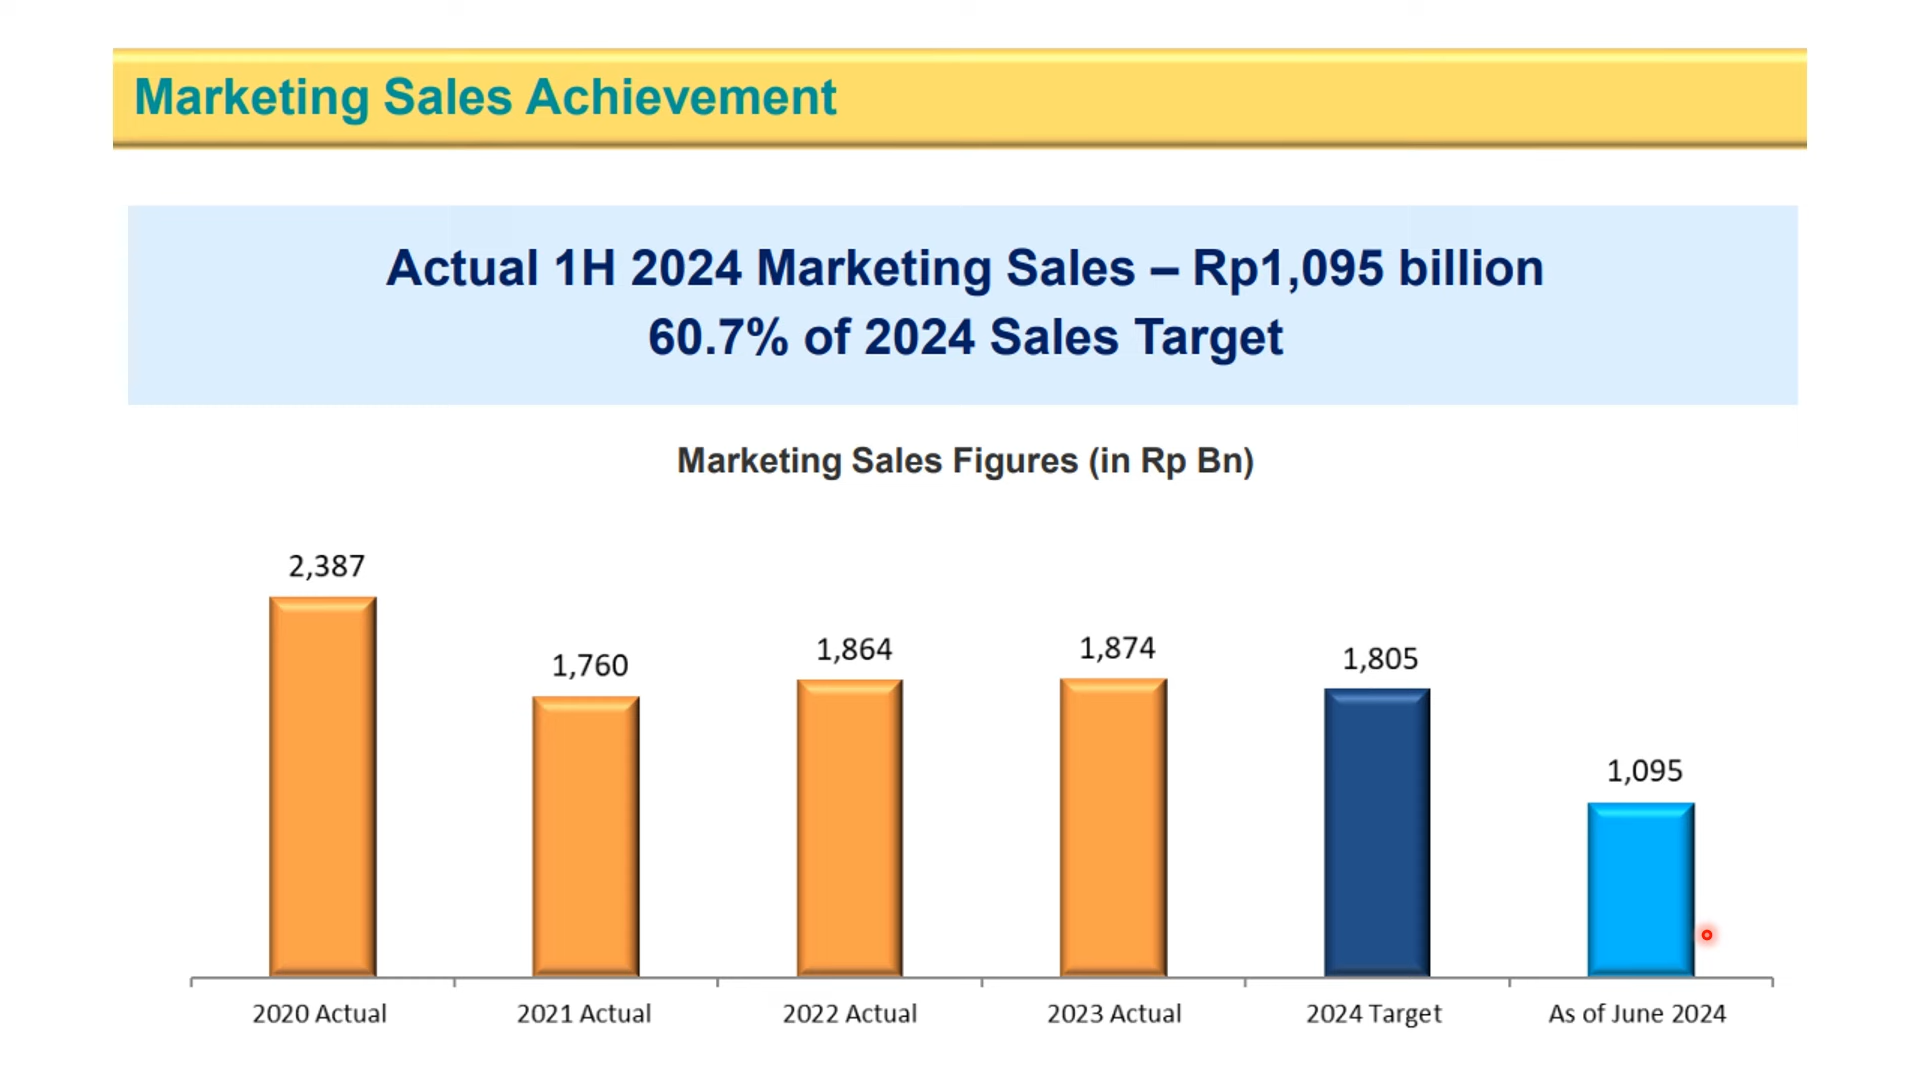 Marketing Sales Achievement
Actual 1H 2024 Marketing Sales – Rp1,095 billion
60.7% of 2024 Sales Target
Marketing Sales Figures (in Rp Bn)
2,387
1,760
1,864
1,874
1,805
1,095
2020 Actual
2021 Actual
2022 Actual
2023 Actual
2024 Target
As of June 2024